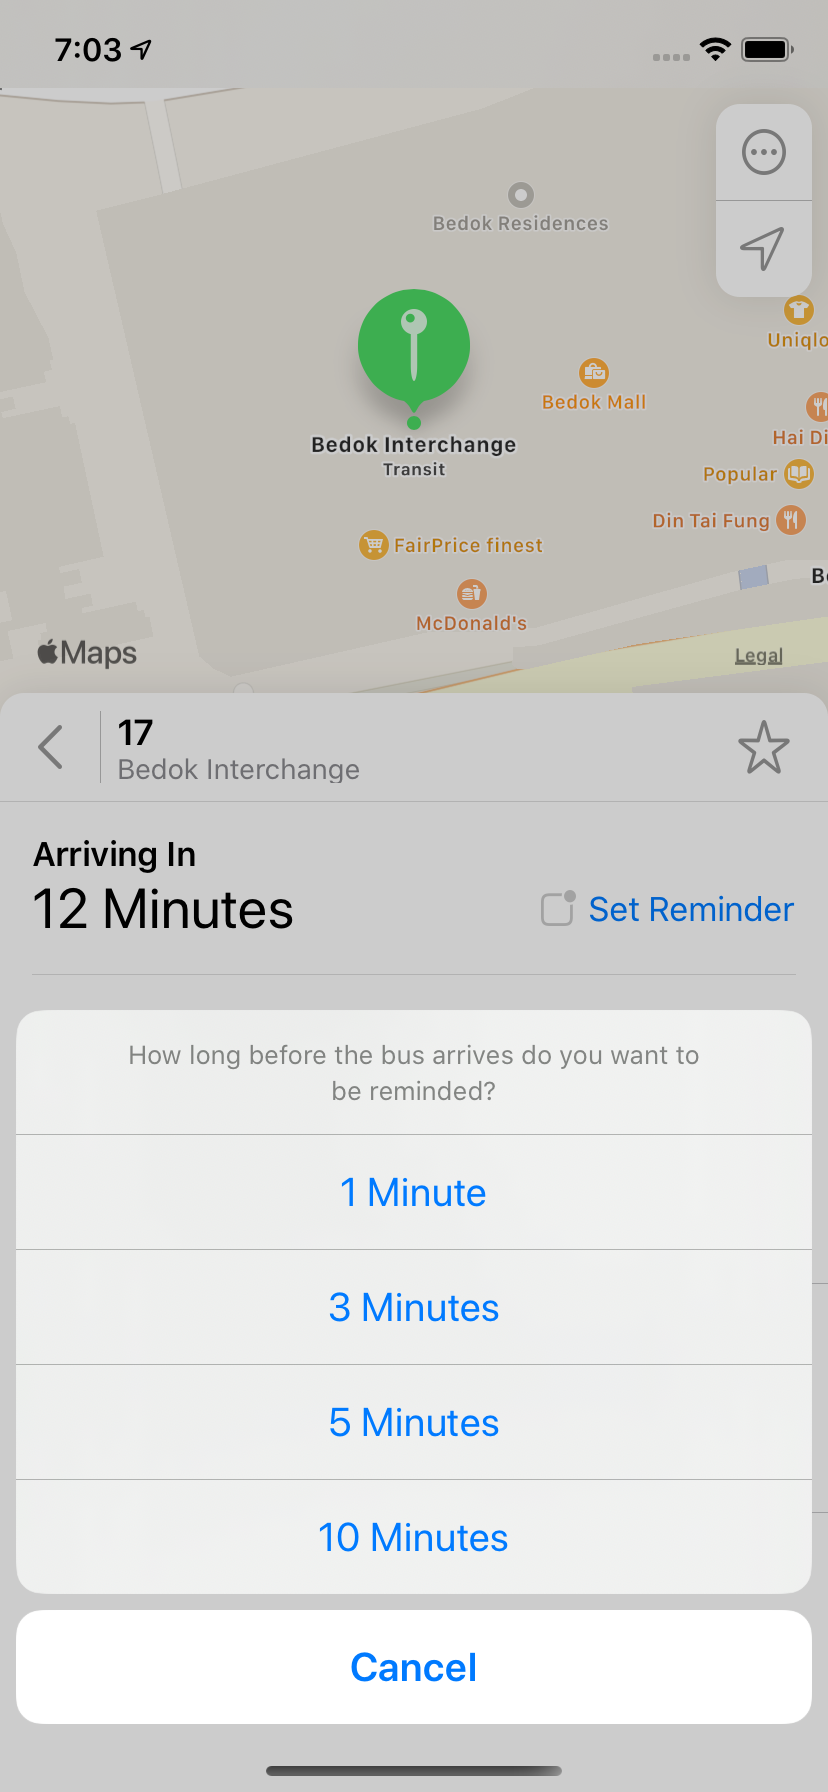 7:03
Bedok Residences
Uniqlo
Bedok Mall
Bedok Interchange
Transit
Hai Di
Popular
Din Tai Fung
FairPrice finest
Be
McDonald's
Maps
Legal
17
Bedok Interchange
Arriving In
12 Minutes
Set Reminder
How long before the bus arrives do you want to
be reminded?
1 Minute
3 Minutes
5 Minutes
10 Minutes
Cancel